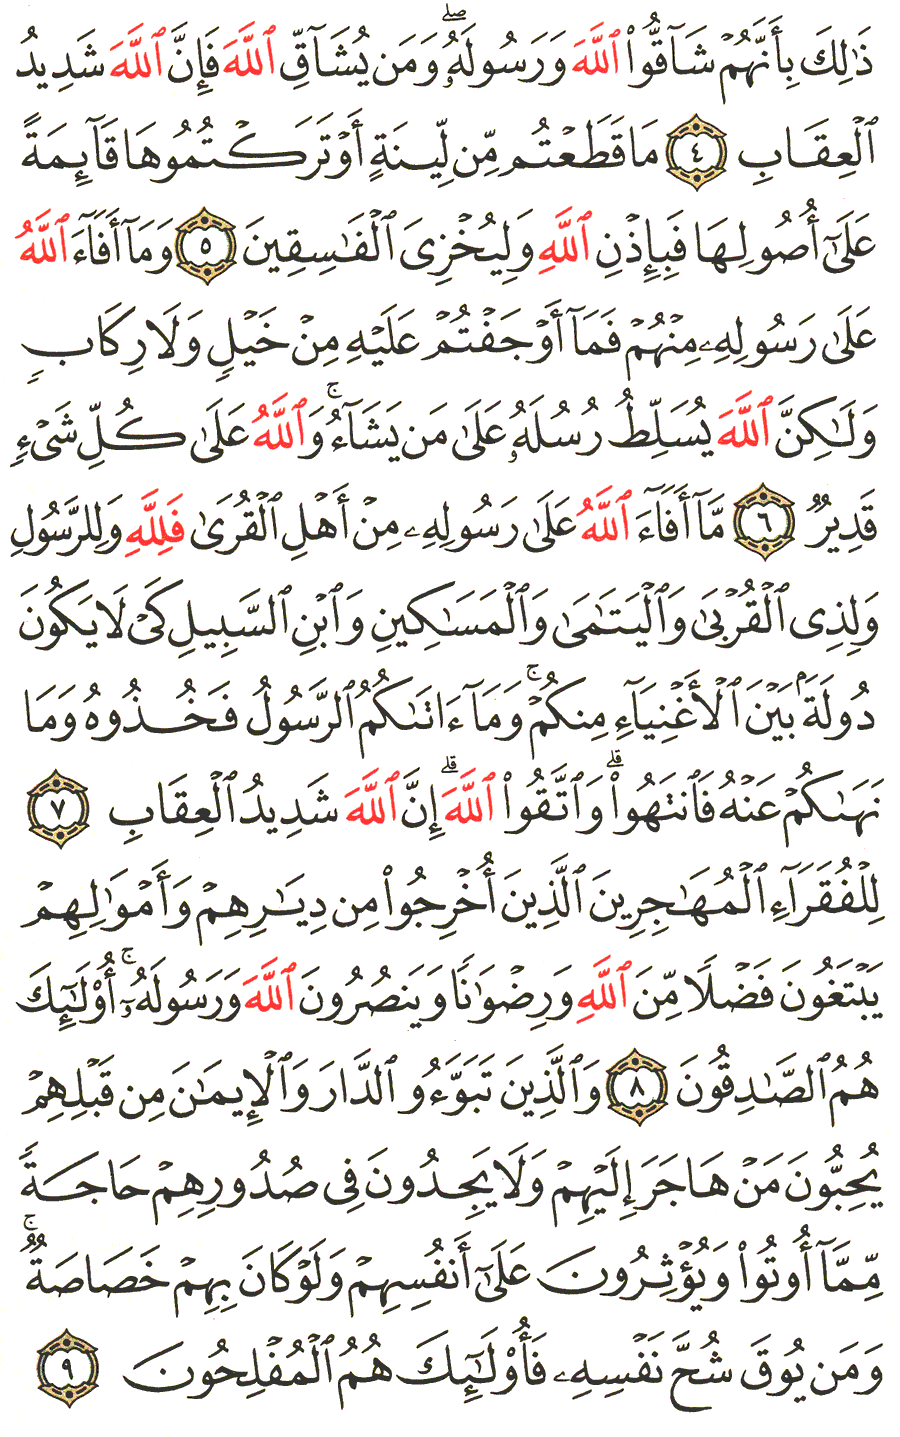 ذَٰلِكَ بِأَنَّهُمْ شَآقُّوا۟ ٱللَّهَ وَرَسُولَهُۥ ۖ وَمَن يُشَآقِّ ٱللَّهَ فَإِنَّ ٱللَّهَ شَدِيدُ
ٱلْعِقَابِ ٤ مَا قَطَعْتُم مِّن لِّينَةٍ أَوْ تَرَكْتُمُوهَا قَآئِمَةً
عَلَىٰٓ أُصُولِهَا فَبِإِذْنِ ٱللَّهِ وَلِيُخْزِىَ ٱلْفَـٰسِقِينَ ٥ وَمَآ أَفَآءَ ٱللَّهُ
عَلَىٰ رَسُولِهِۦ مِنْهُمْ فَمَآ أَوْجَفْتُمْ عَلَيْهِ مِنْ خَيْلٍ وَلَا رِكَابٍ
وَلَـٰكِنَّ ٱللَّهَ يُسَلِّطُ رُسُلَهُۥ عَلَىٰ مَن يَشَآءُ ۚ وَٱللَّهُ عَلَىٰ كُلِّ شَىْءٍ
قَدِيرٌ ٦ مَّآ أَفَآءَ ٱللَّهُ عَلَىٰ رَسُولِهِۦ مِنْ أَهْلِ ٱلْقُرَىٰ فَلِلَّهِ وَلِلرَّسُولِ
وَلِذِى ٱلْقُرْبَىٰ وَٱلْيَتَـٰمَىٰ وَٱلْمَسَـٰكِينِ وَٱبْنِ ٱلسَّبِيلِ كَىْ لَا يَكُونَ
دُولَةًۢ بَيْنَ ٱلْأَغْنِيَآءِ مِنكُمْ ۚ وَمَآ ءَاتَىٰكُمُ ٱلرَّسُولُ فَخُذُوهُ وَمَا
نَهَىٰكُمْ عَنْهُ فَٱنتَهُوا۟ ۚ وَٱتَّقُوا۟ ٱللَّهَ ۖ إِنَّ ٱللَّهَ شَدِيدُ ٱلْعِقَابِ ٧
لِلْفُقَرَآءِ ٱلْمُهَـٰجِرِينَ ٱلَّذِينَ أُخْرِجُوا۟ مِن دِيَـٰرِهِمْ وَأَمْوَٰلِهِمْ
يَبْتَغُونَ فَضْلًا مِّنَ ٱللَّهِ وَرِضْوَٰنًا وَيَنصُرُونَ ٱللَّهَ وَرَسُولَهُۥٓ ۚ أُو۟لَـٰٓئِكَ
هُمُ ٱلصَّـٰدِقُونَ ٨ وَٱلَّذِينَ تَبَوَّءُو ٱلدَّارَ وَٱلْإِيمَـٰنَ مِن قَبْلِهِمْ
يُحِبُّونَ مَنْ هَاجَرَ إِلَيْهِمْ وَلَا يَجِدُونَ فِى صُدُورِهِمْ حَاجَةً
مِّمَّآ أُوتُوا۟ وَيُؤْثِرُونَ عَلَىٰٓ أَنفُسِهِمْ وَلَوْ كَانَ بِهِمْ خَصَاصَةٌ ۚ
وَمَن يُوقَ شُحَّ نَفْسِهِۦ فَأُو۟لَـٰٓئِكَ هُمُ ٱلْمُفْلِحُونَ ٩